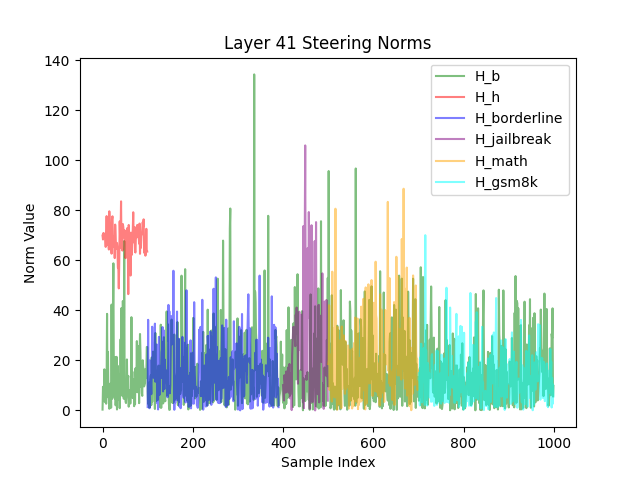 Layer 41 Steering Norms
140
120
100
80
60
40
20
0
Norm Value
0
200
400
600
800
1000
Sample Index
H_b
H_h
H_borderline
H_jailbreak
H_math
H_gsm8k